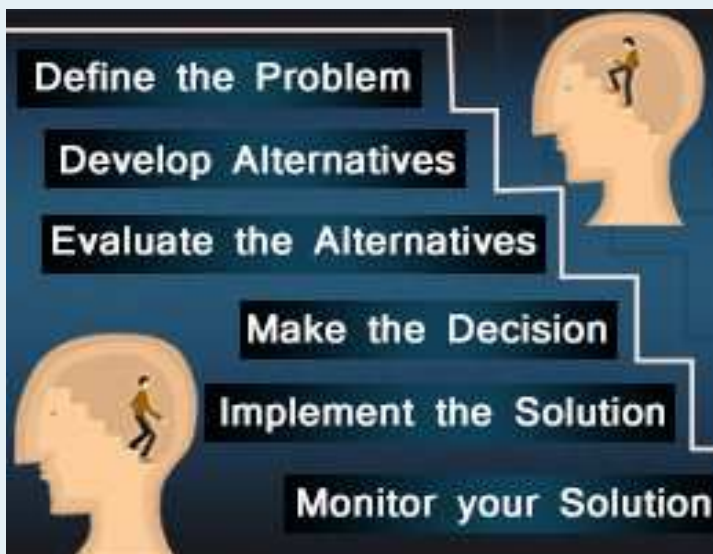 Define the Problem
Develop Alternatives
Evaluate the Alternatives
Make the Decision
Implement the Solution
Monitor your Solution